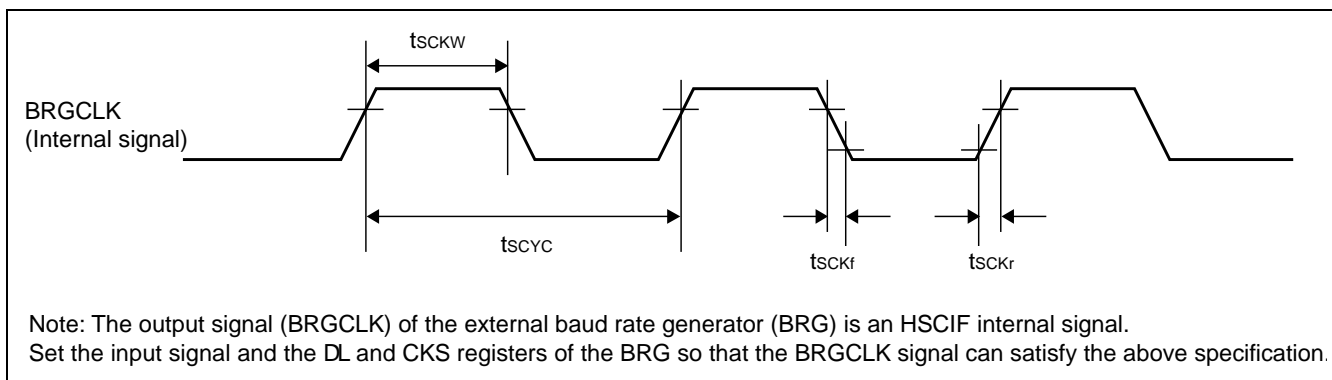 tSCKW
BRGCLK
(Internal signal)
tSCYC
tSCKf
tSCKr
Note: The output signal (BRGCLK) of the external baud rate generator (BRG) is an HSCIF internal signal.
Set the input signal and the DL and CKS registers of the BRG so that the BRGCLK signal can satisfy the above specification.